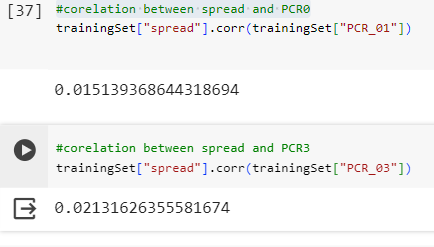 [37] #corelation between spread and PCR0
trainingSet["spread"].corr(trainingSet["PCR_01"])
0.015139368644318694
#corelation between spread and PCR3
trainingSet["spread"].corr(trainingSet["PCR_03"])
0.02131626355581674